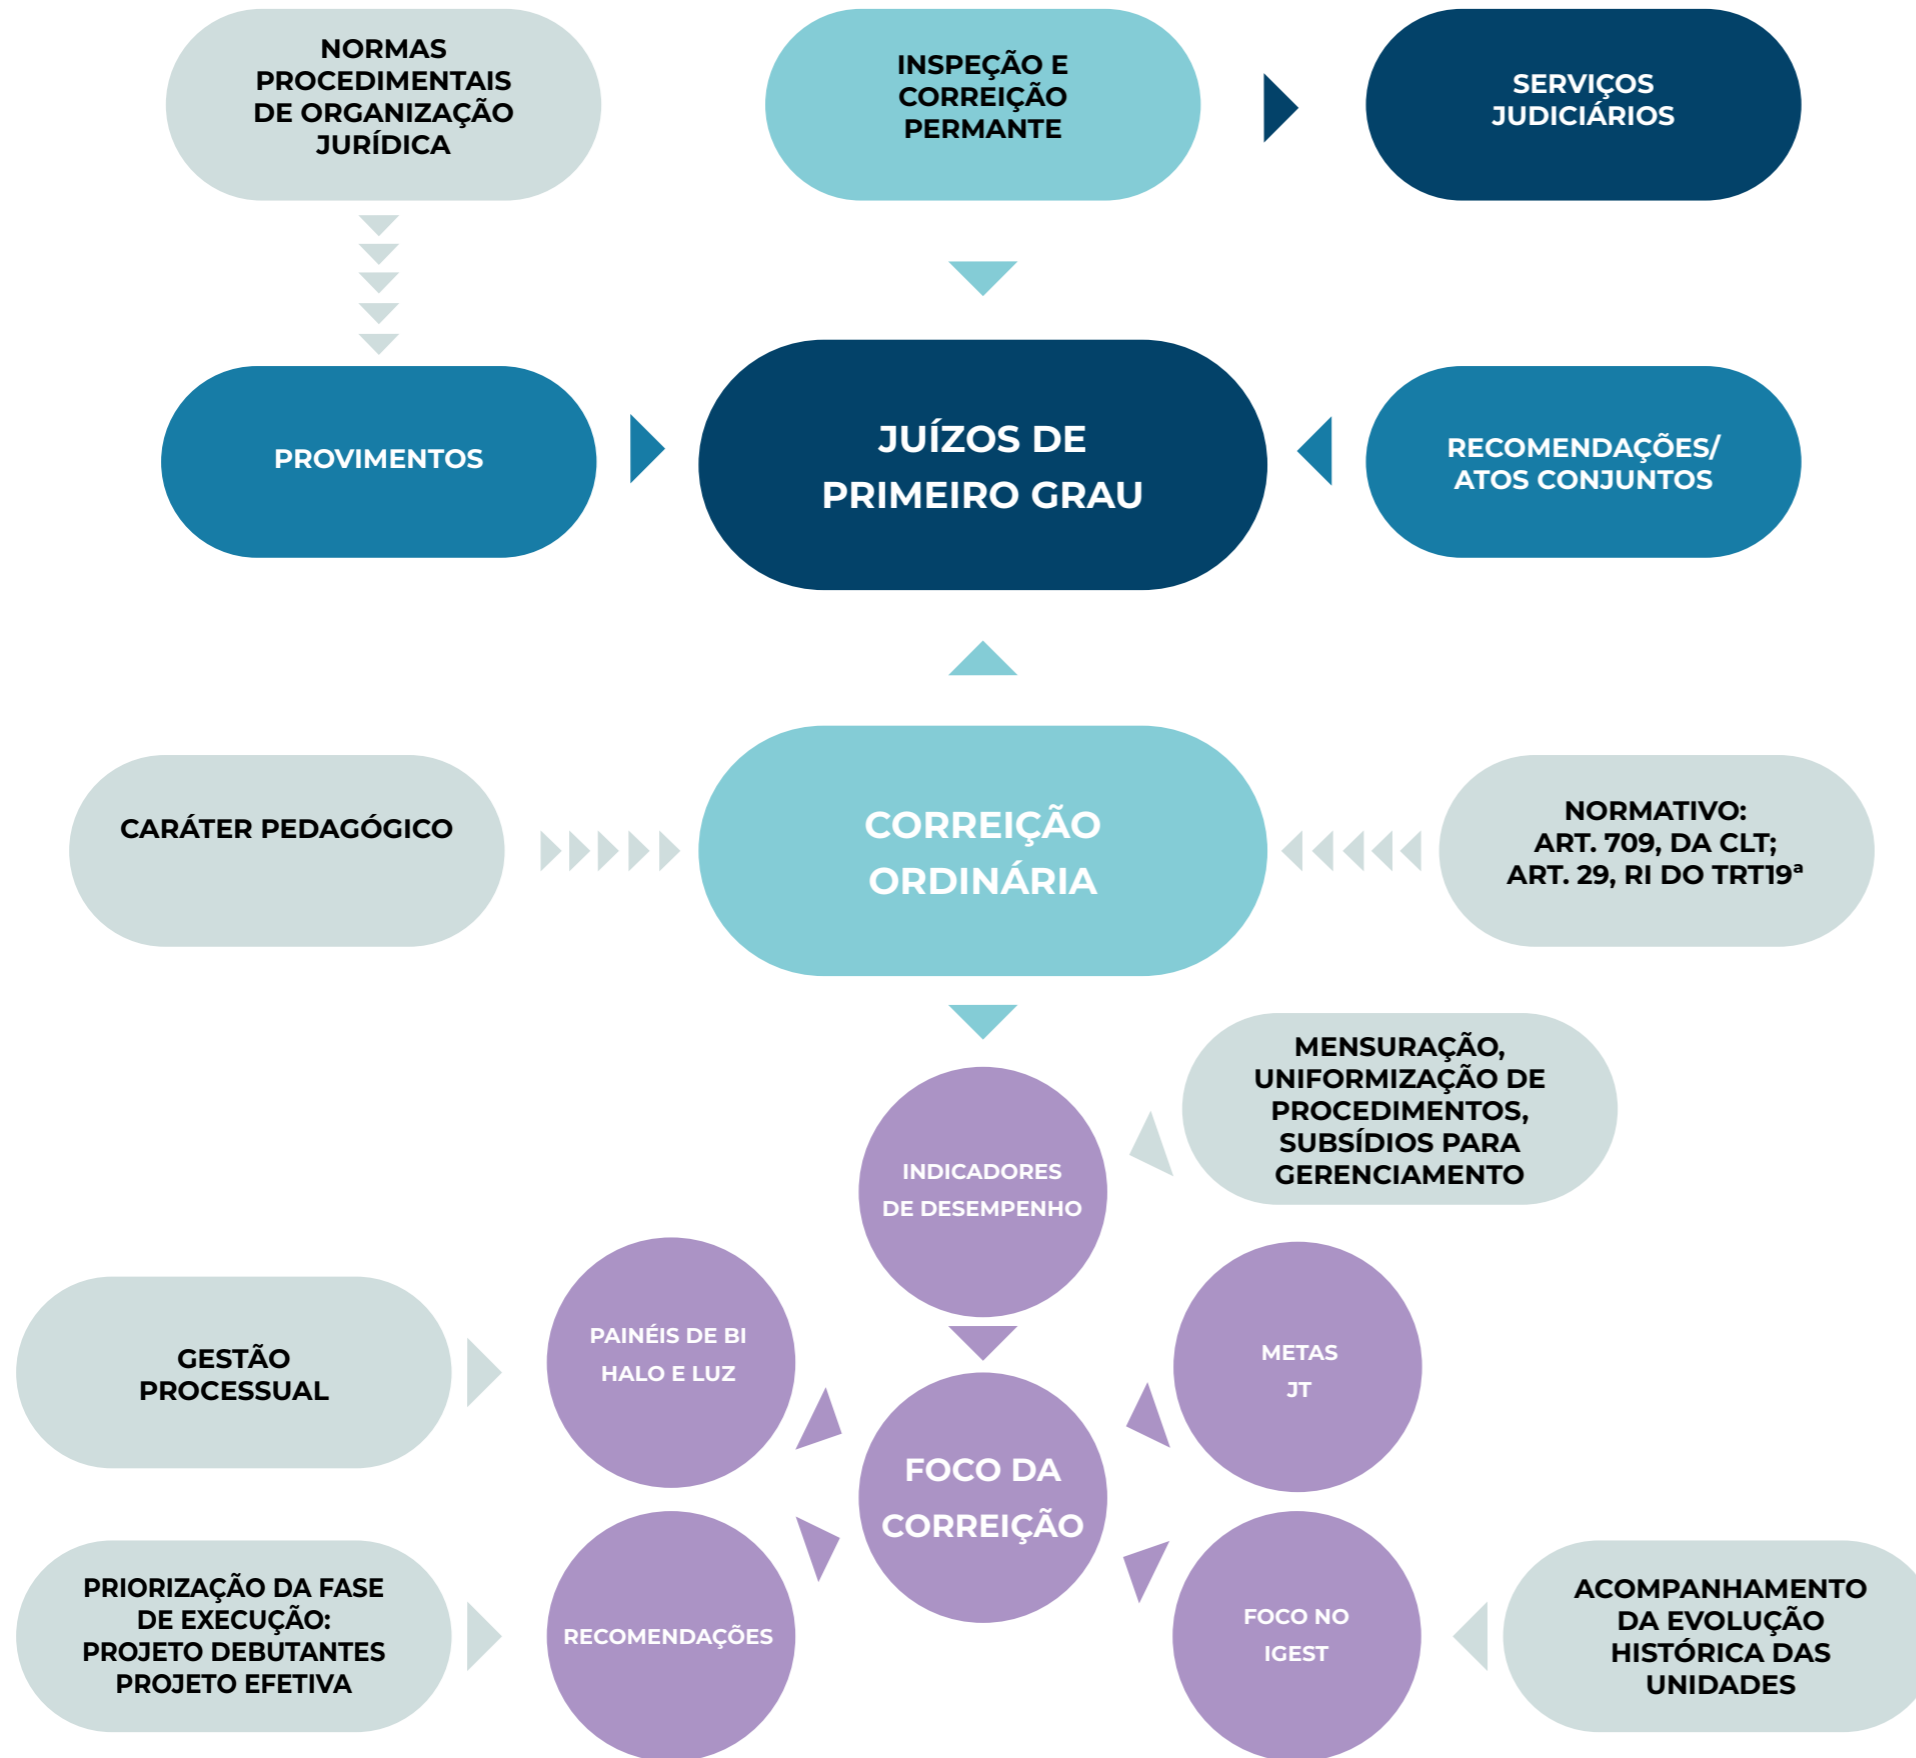 NORMAS
PROCEDIMENTAIS
DE ORGANIZAÇÃO
JURÍDICA
INSPEÇÃO E
CORREIÇÃO
PERMANTE
SERVIÇOS
JUDICIÁRIOS
PROVIMENTOS
JUÍZOS DE
PRIMEIRO GRAU
RECOMENDAÇÕES/
ATOS CONJUNTOS
CARÁTER PEDAGÓGICO
CORREIÇÃO
ORDINÁRIA
NORMATIVO:
ART. 709, DA CLT;
ART. 29, RI DO TRT19ª
MENSURAÇÃO,
UNIFORMIZAÇÃO DE
PROCEDIMENTOS,
SUBSÍDIOS PARA
GERENCIAMENTO
INDICADORES
DE DESEMPENHO
GESTÃO
PROCESSUAL
PAINÉIS DE BI
HALO E LUZ
METAS
JT
FOCO DA
CORREIÇÃO
PRIORIZAÇÃO DA FASE
DE EXECUÇÃO:
PROJETO DEBUTANTES
PROJETO EFETIVA
RECOMENDAÇÕES
FOCO NO
IGEST
ACOMPANHAMENTO
DA EVOLUÇÃO
HISTÓRICA DAS
UNIDADES